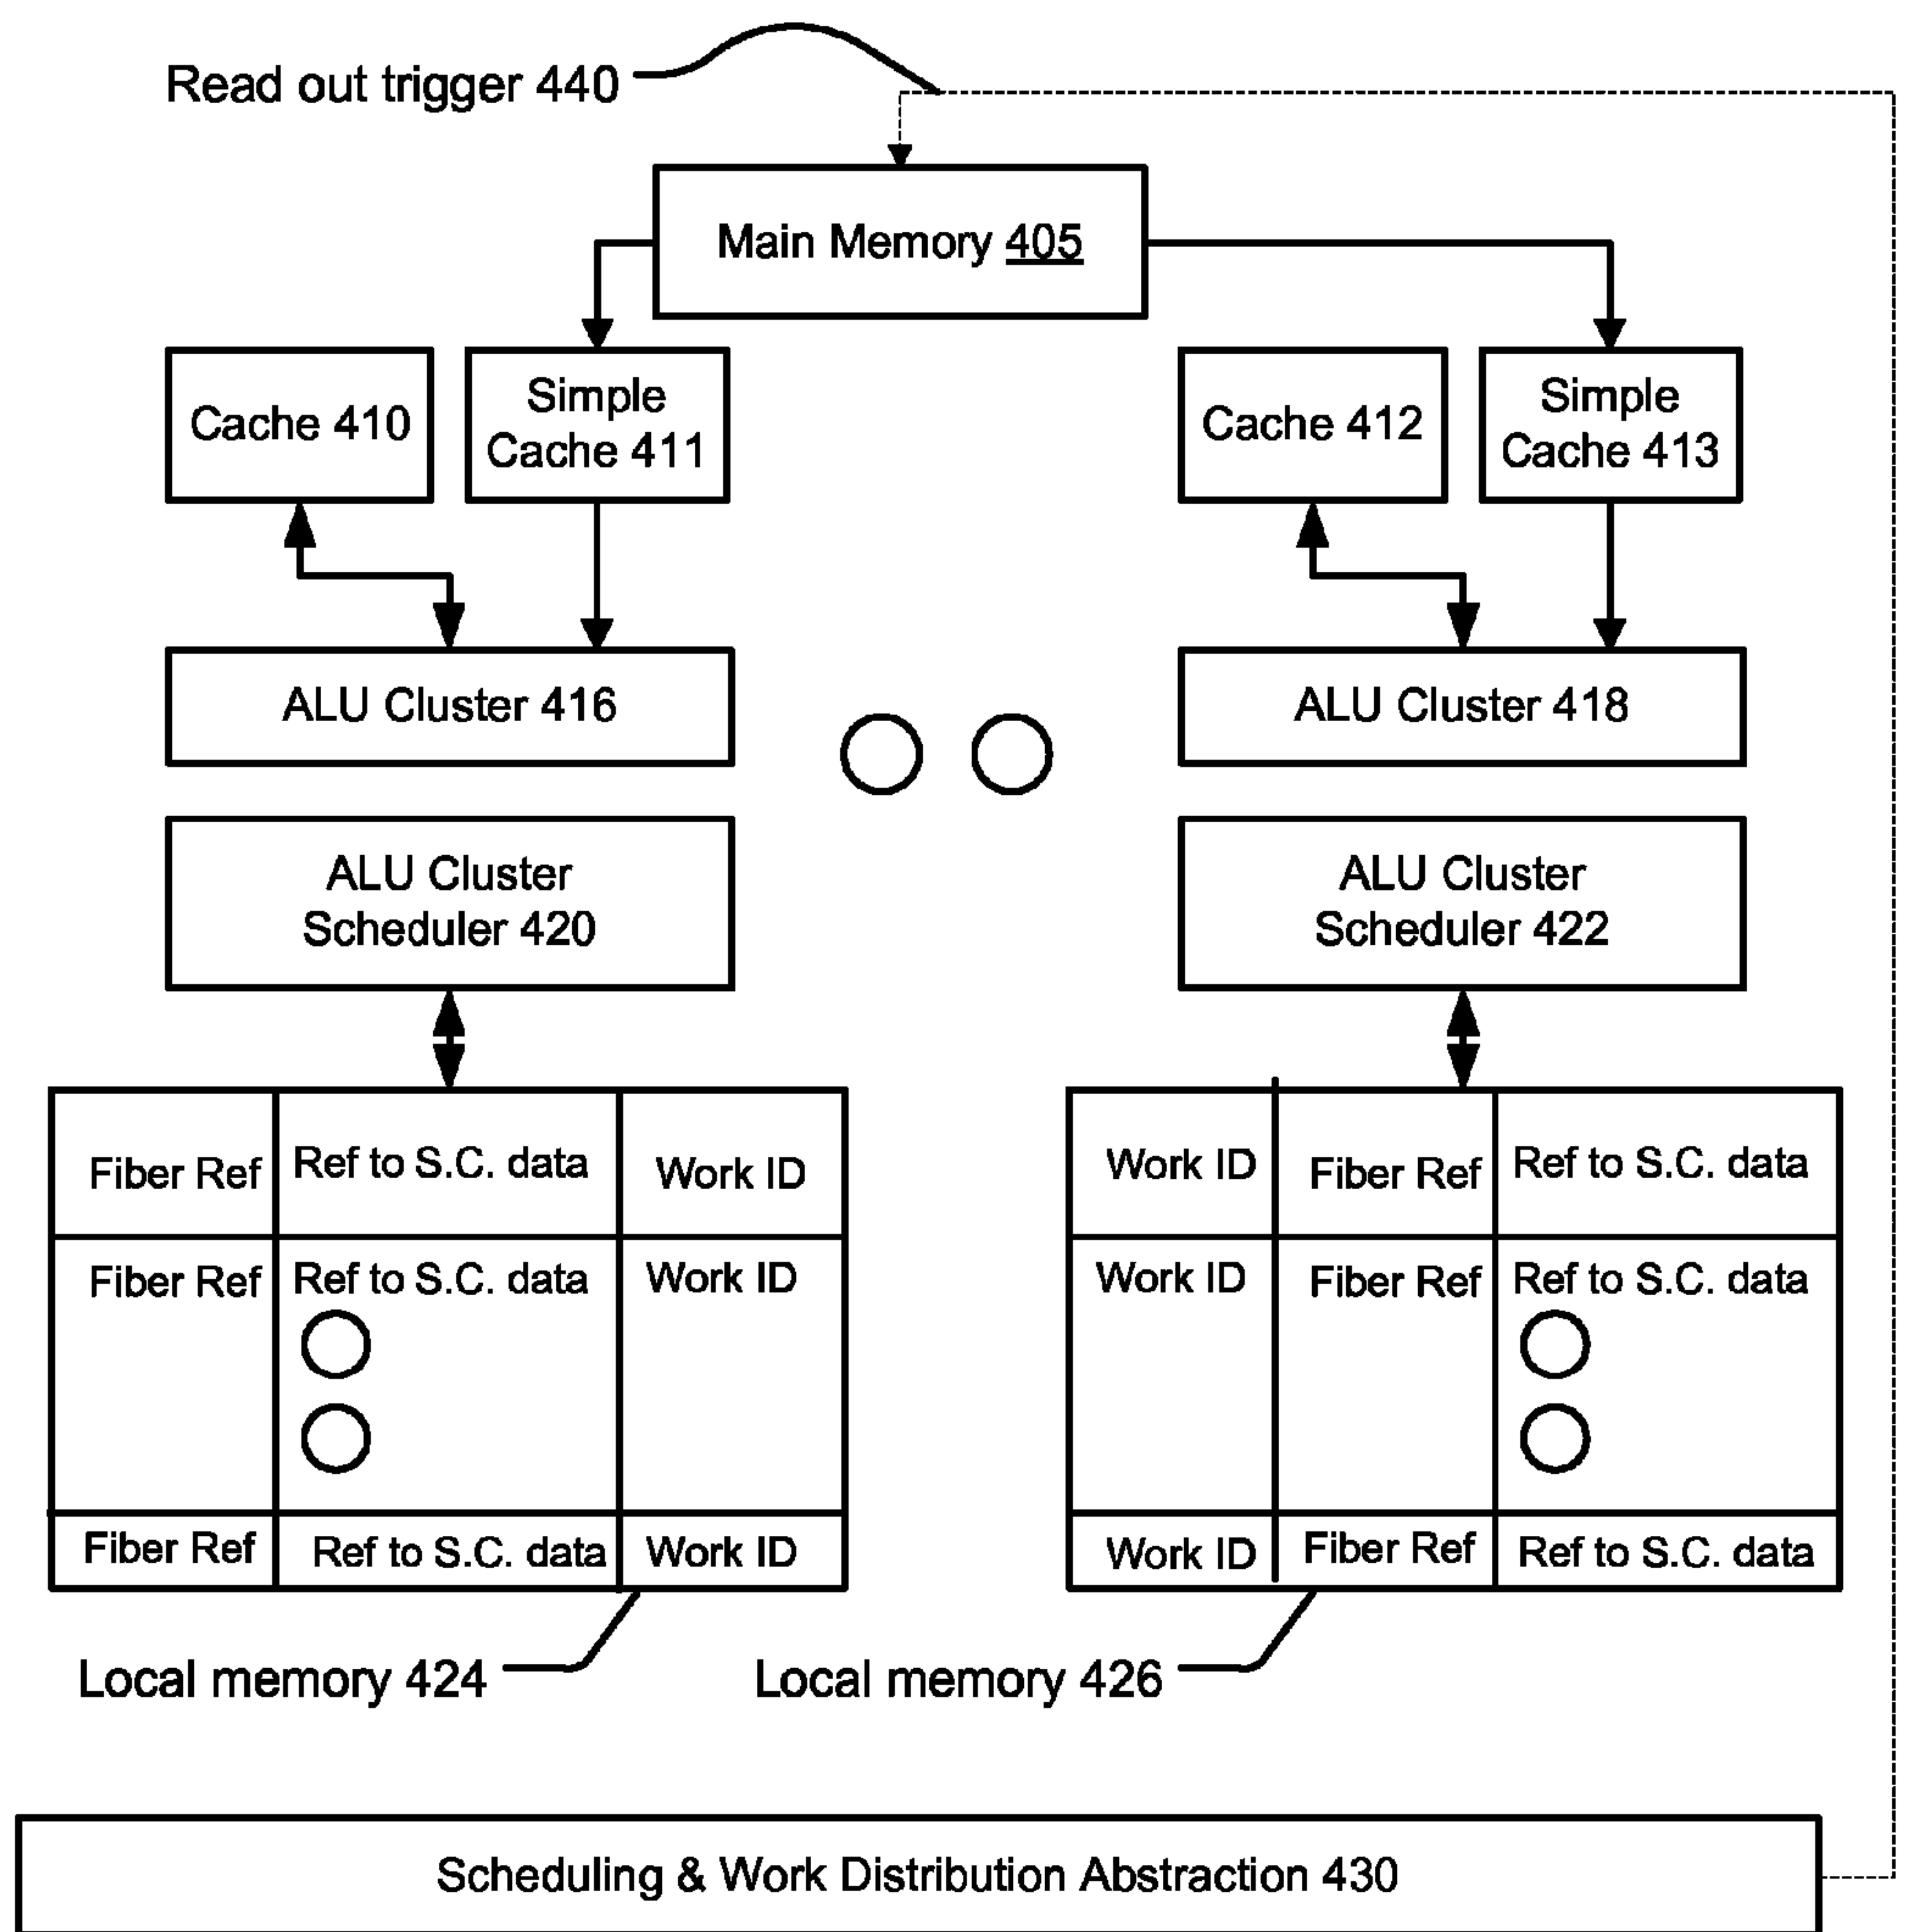 Read out trigger 440
Main Memory 405
Cache 410
Simple
Cache 411
Cache 412
Simple
Cache 413
ALU Cluster 416
ALU Cluster 418
ALU Cluster
Scheduler 420
ALU Cluster
Scheduler 422
Fiber Ref Ref to S.C. data Work ID
Fiber Ref Ref to S.C. data Work ID
Fiber Ref Ref to S.C. data Work ID
Work ID Fiber Ref Ref to S.C. data
Work ID Fiber Ref Ref to S.C. data
Work ID Fiber Ref Ref to S.C. data
Local memory 424
Local memory 426
Scheduling & Work Distribution Abstraction 430